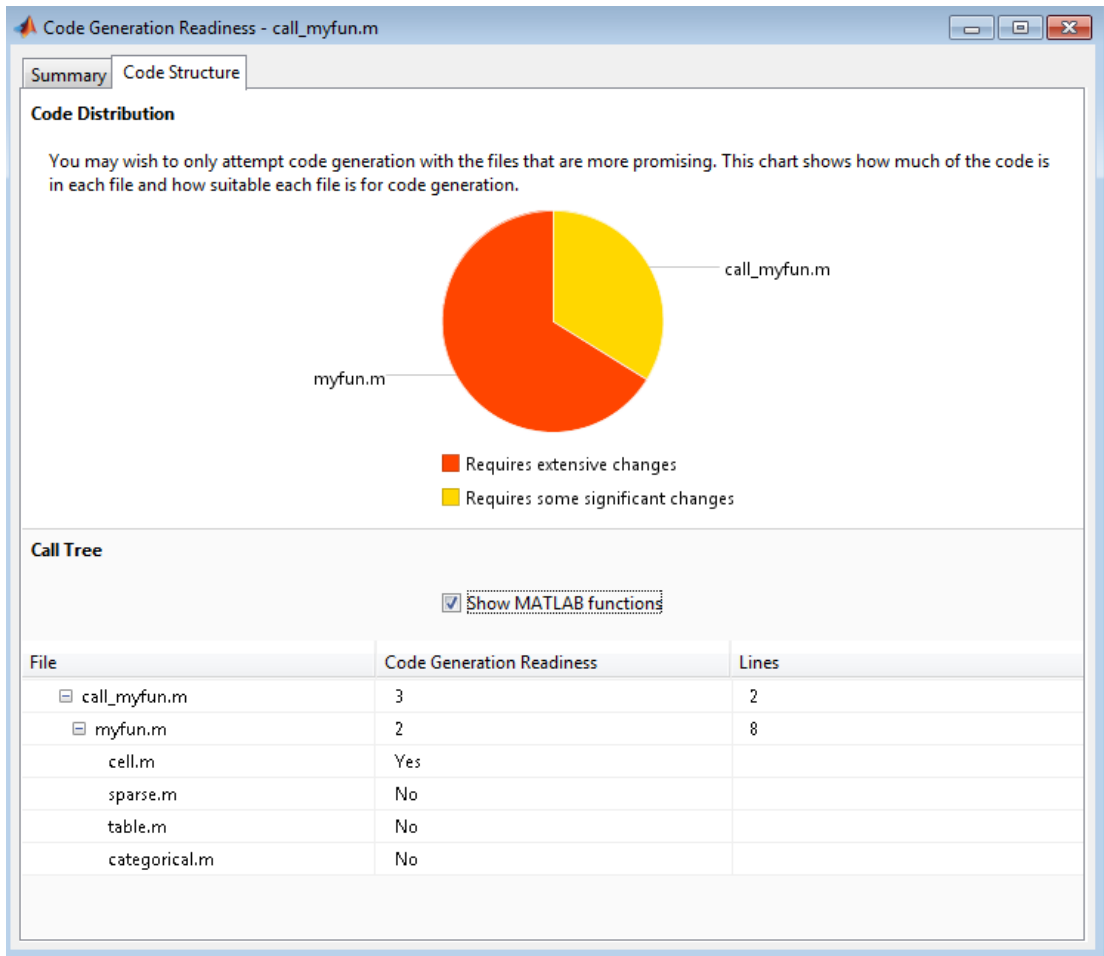 Code Generation Readiness - call_myfun.m
Summary Code Structure
Code Distribution
You may wish to only attempt code generation with the files that are more promising. This chart shows how much of the code is
in each file and how suitable each file is for code generation.
call_myfun.m
myfun.m
Requires extensive changes
Requires some significant changes
Call Tree
Show MATLAB functions
File Code Generation Readiness Lines
call_myfun.m 3 2
myfun.m 2 8
cell.m Yes
sparse.m No
table.m No
categorical.m No